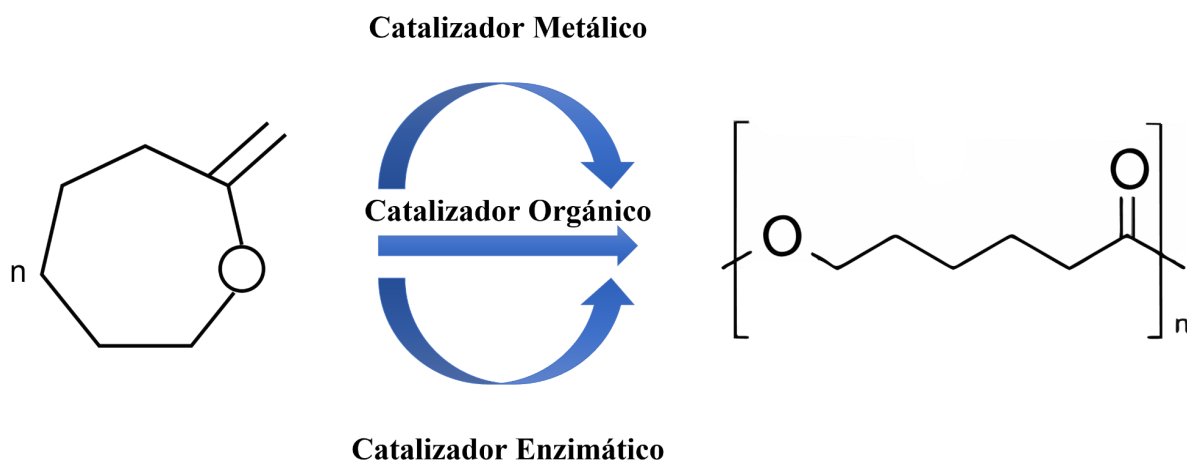 Catalizador Metálico
O
Catalizador Orgánico
O
n
O
n
Catalizador Enzimático